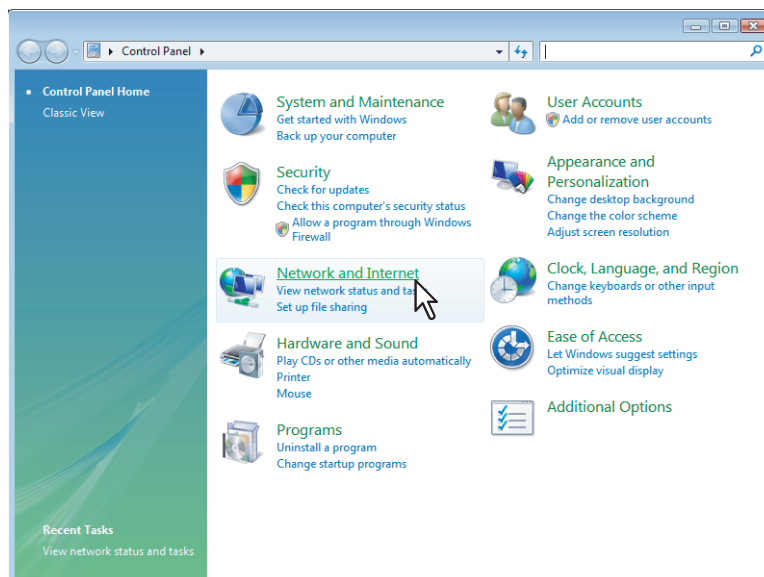 Control Panel
Control Panel Home
Classic View
System and Maintenance
Get started with Windows
Back up your computer
Security
Check for updates
Check this computer's security status
Allow a program through Windows
Firewall
Network and Internet
View network status and
Set up file sharing
Hardware and Sound
Play CDs or other media automatically
Printer
Mouse
Programs
Uninstall a program
Change startup programs
User Accounts
Add or remove user accounts
Appearance and
Personalization
Change desktop background
Change the color scheme
Adjust screen resolution
Clock, Language, and Region
Change keyboards or other input
methods
Ease of Access
Let Windows suggest settings
Optimize visual display
Additional Options
Recent Tasks
View network status and tasks